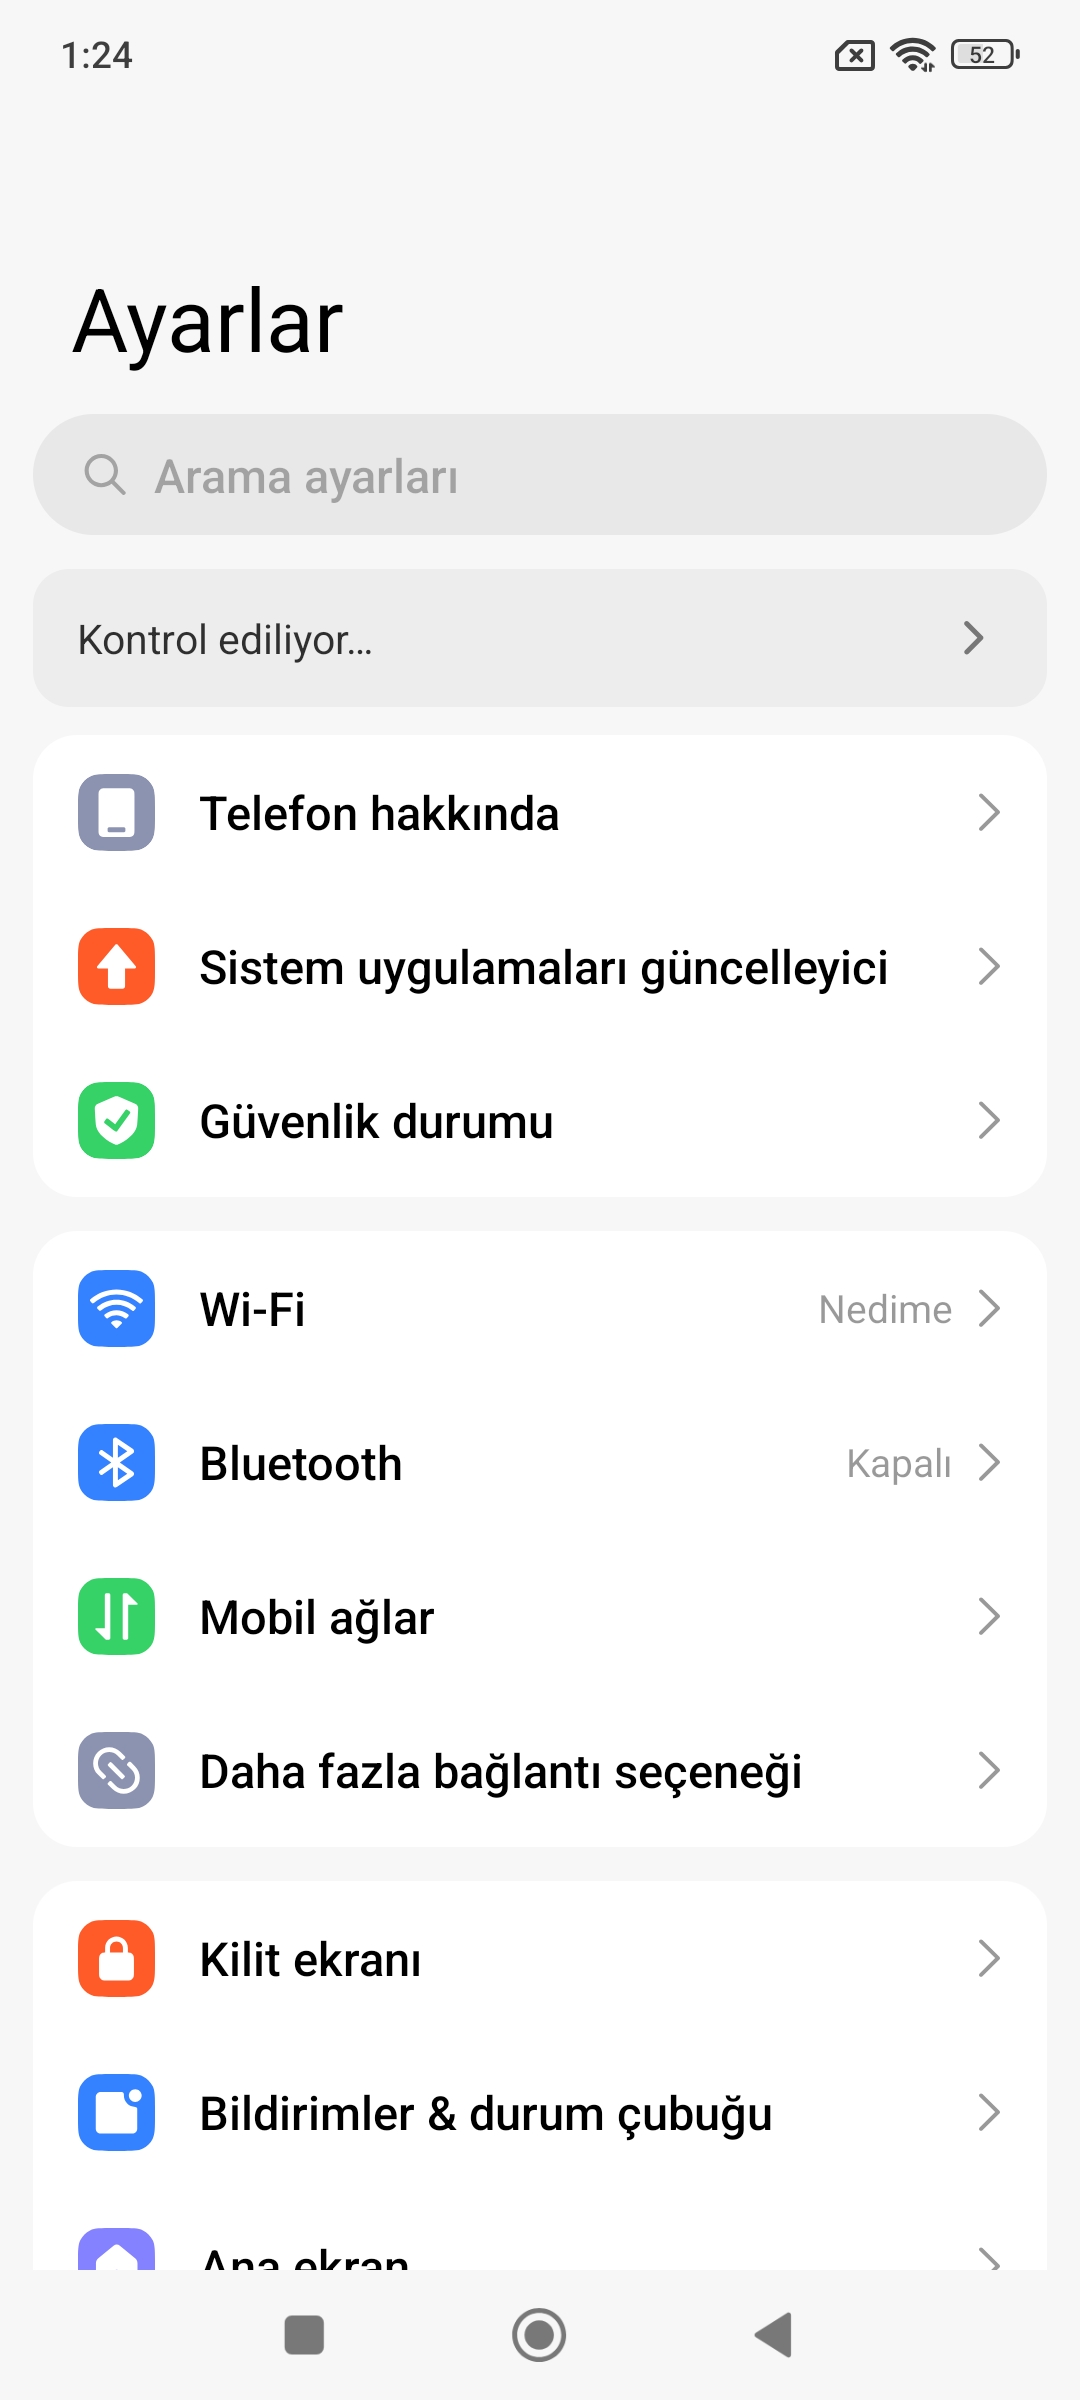 1:24
52
Ayarlar
Arama ayarları
Kontrol ediliyor...
Telefon hakkında
Sistem uygulamaları güncelleyici
Güvenlik durumu
Wi-Fi Nedime
Bluetooth Kapalı
Mobil ağlar
Daha fazla bağlantı seçeneği
Kilit ekranı
Bildirimler & durum çubuğu
Ana ekran